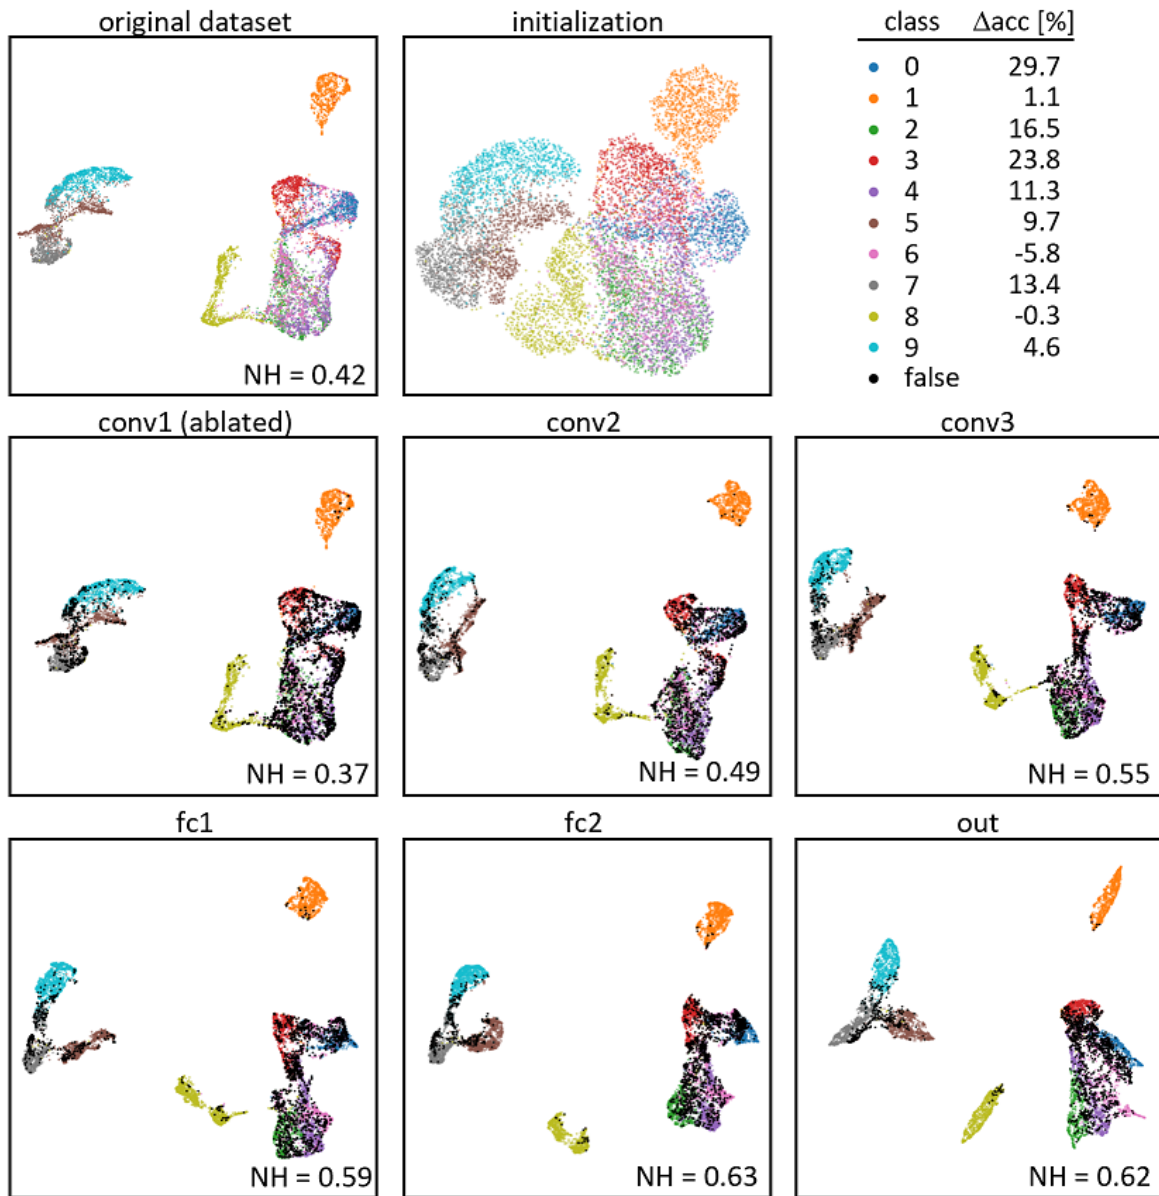 original dataset
initialization
class Δacc [%]
0 29.7
1 1.1
2 16.5
3 23.8
4 11.3
5 9.7
6 -5.8
7 13.4
8 -0.3
9 4.6
false
NH = 0.42
conv1 (ablated)
conv2
conv3
NH = 0.37
NH = 0.49
NH = 0.55
fc1
fc2
out
NH = 0.59
NH = 0.63
NH = 0.62